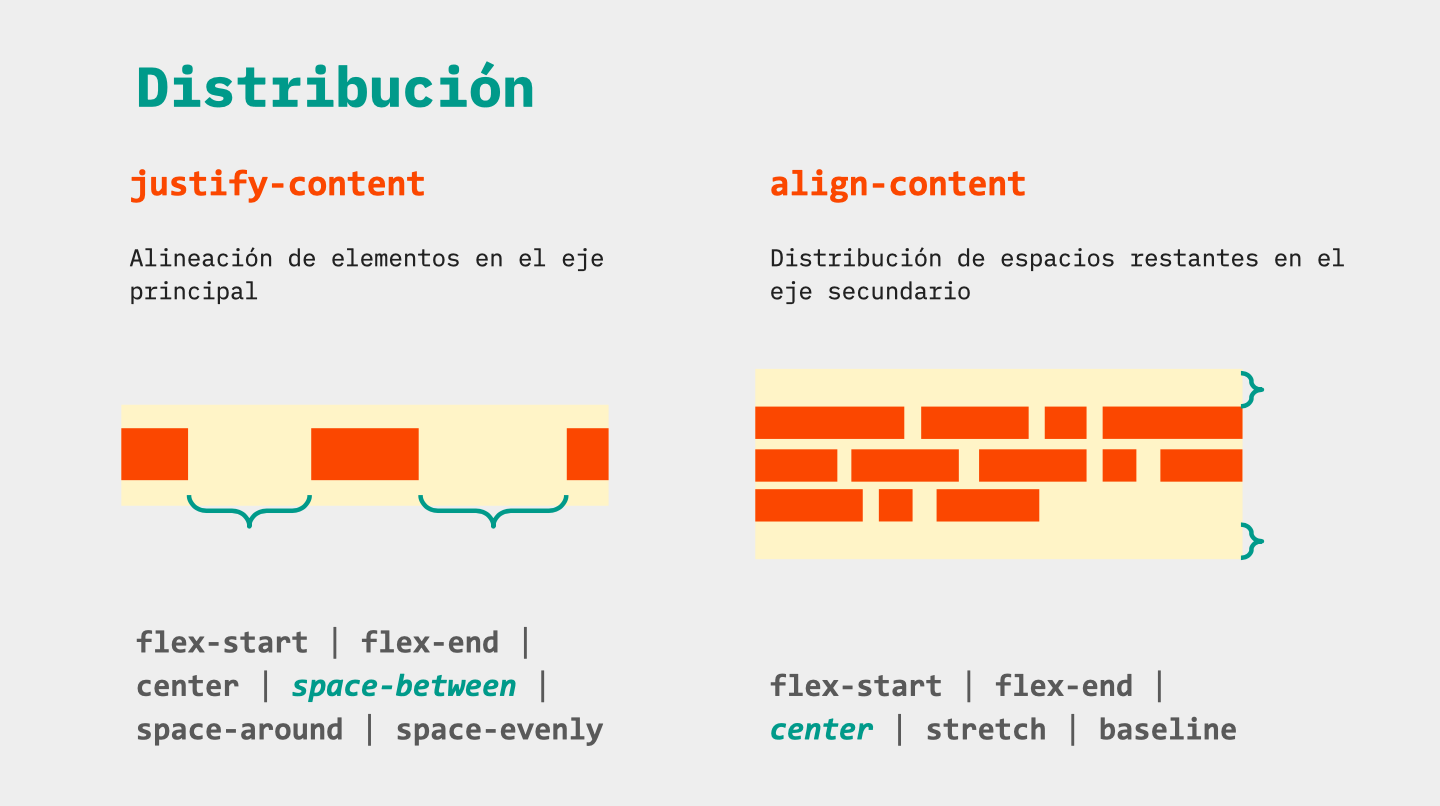 Distribución
justify-content
Alineación de elementos en el eje
principal
flex-start | flex-end |
center | space-between |
space-around | space-evenly
align-content
Distribución de espacios restantes en el
eje secundario
flex-start | flex-end |
center | stretch | baseline